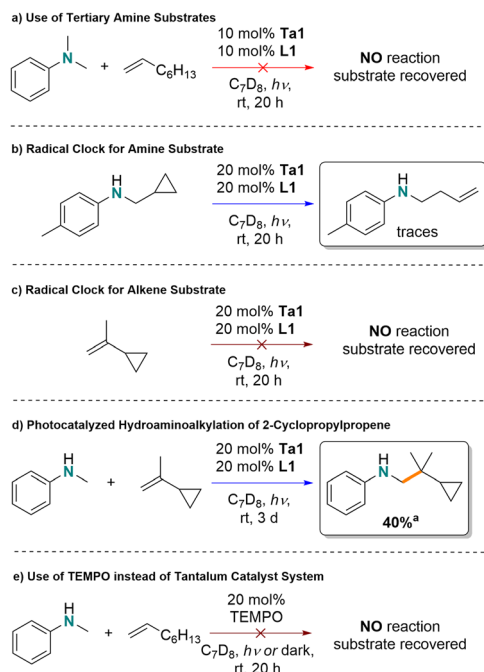 a) Use of Tertiary Amine Substrates
10 mol% Ta1
10 mol% L1
N
+
C6H13
C7D8, hν,
rt, 20 h
NO reaction
substrate recovered
b) Radical Clock for Amine Substrate
20 mol% Ta1
20 mol% L1
H
N
C7D8, hν,
rt, 20 h
H
N
traces
c) Radical Clock for Alkene Substrate
20 mol% Ta1
20 mol% L1
C7D8, hν,
rt, 20 h
NO reaction
substrate recovered
d) Photocatalyzed Hydroaminoalkylation of 2-Cyclopropylpropene
20 mol% Ta1
20 mol% L1
H
N
+
C7D8, hν,
rt, 3 d
H
N
40%a
e) Use of TEMPO instead of Tantalum Catalyst System
20 mol%
TEMPO
H
N
+
C6H13
C7D8, hν or dark,
rt, 20 h
NO reaction
substrate recovered